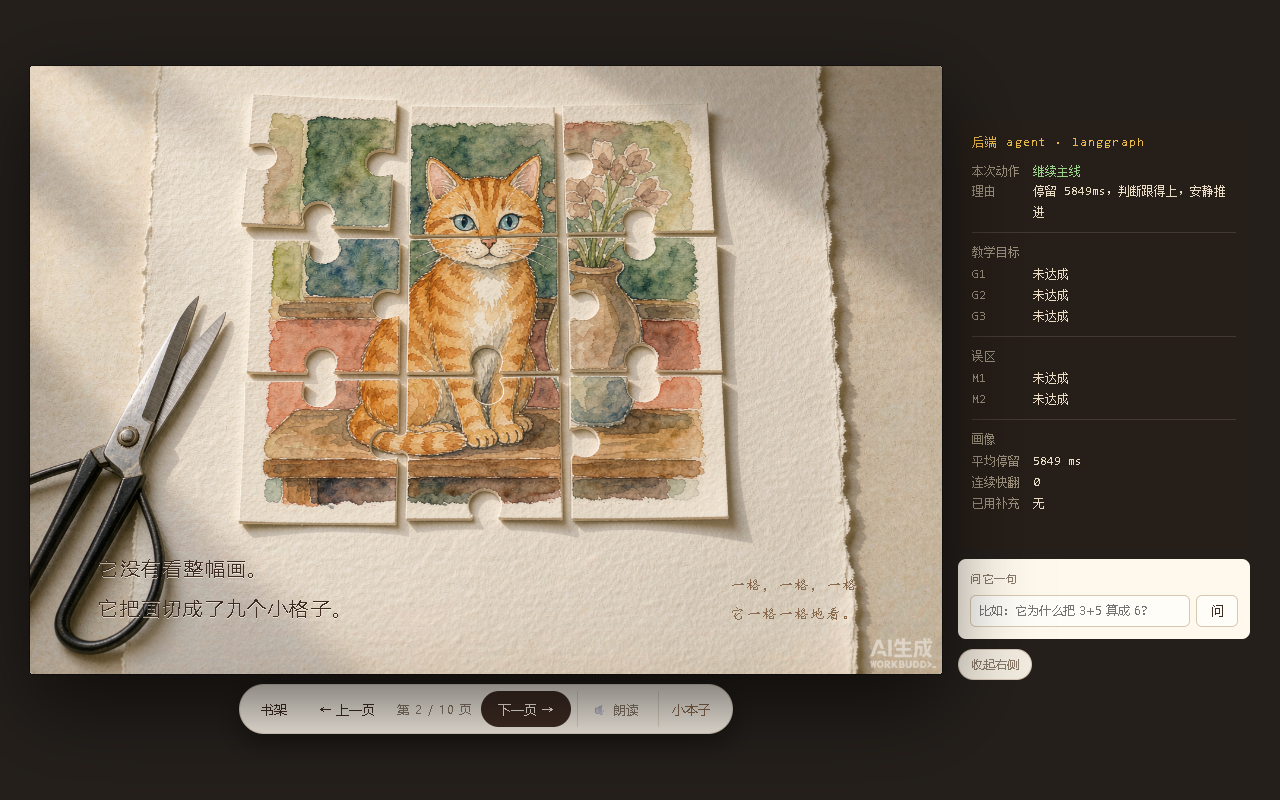 它没有看整幅画。
它把画切成了九个小格子。
一格，一格，一格
它一格一格地看。
AI生成
WORKBUDD>_
后端 agent · langgraph
本次动作 继续主线
理由 停留 5849ms，判断跟得上，安静推
进
教学目标
G1 未达成
G2 未达成
G3 未达成
误区
M1 未达成
M2 未达成
画像
平均停留 5849 ms
连续快翻 0
已用补充 无
问它一句
比如：它为什么把 3+5 算成 6？
问
收起右侧
书架
← 上一页
第 2 / 10 页
下一页 →
朗读
小本子